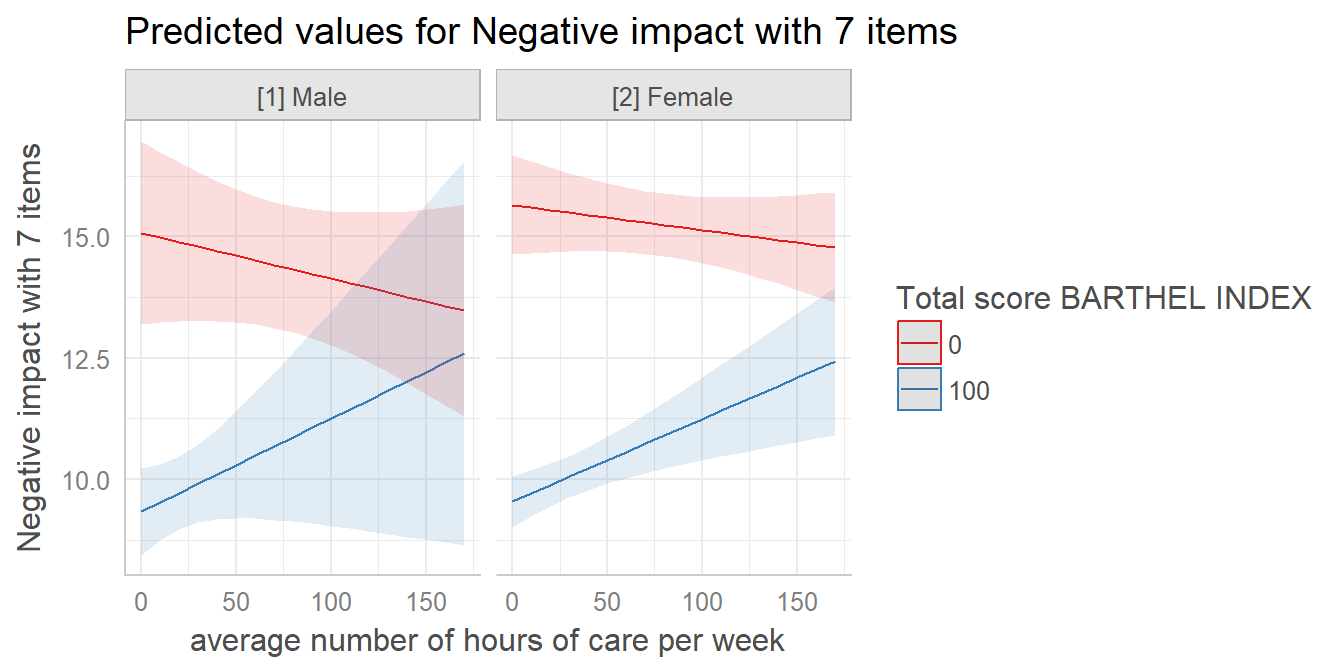 Predicted values for Negative impact with 7 items
[1] Male
[2] Female
Negative impact with 7 items
15.0
12.5
10.0
0 50 100 150
0 50 100 150
average number of hours of care per week
Total score BARTHEL INDEX
0
100